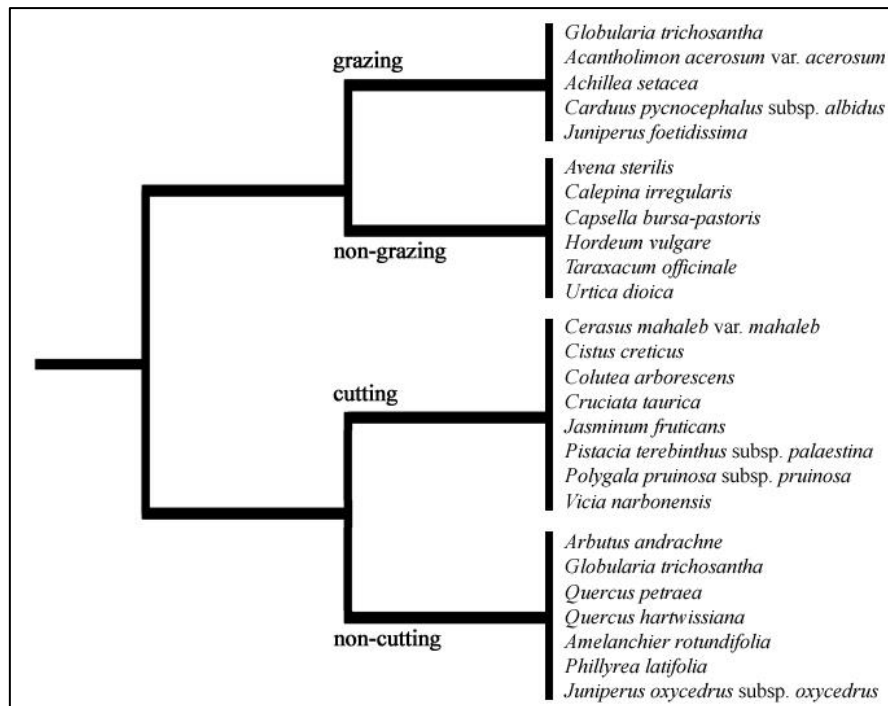 grazing
Globularia trichosantha
Acantholimon acerosum var. acerosum
Achillea setacea
Carduus pycnocephalus subsp. albidus
Juniperus foetidissima
non-grazing
Avena sterilis
Calepina irregularis
Capsella bursa-pastoris
Hordeum vulgare
Taraxacum officinale
Urtica dioica
cutting
Cerasus mahaleb var. mahaleb
Cistus creticus
Colutea arborescens
Cruciata taurica
Jasminum fruticans
Pistacia terebinthus subsp. palaestina
Polygala pruinosa subsp. pruinosa
Vicia narbonensis
non-cutting
Arbutus andrachne
Globularia trichosantha
Quercus petraea
Quercus hartwissiana
Amelanchier rotundifolia
Phillyrea latifolia
Juniperus oxycedrus subsp. oxycedrus